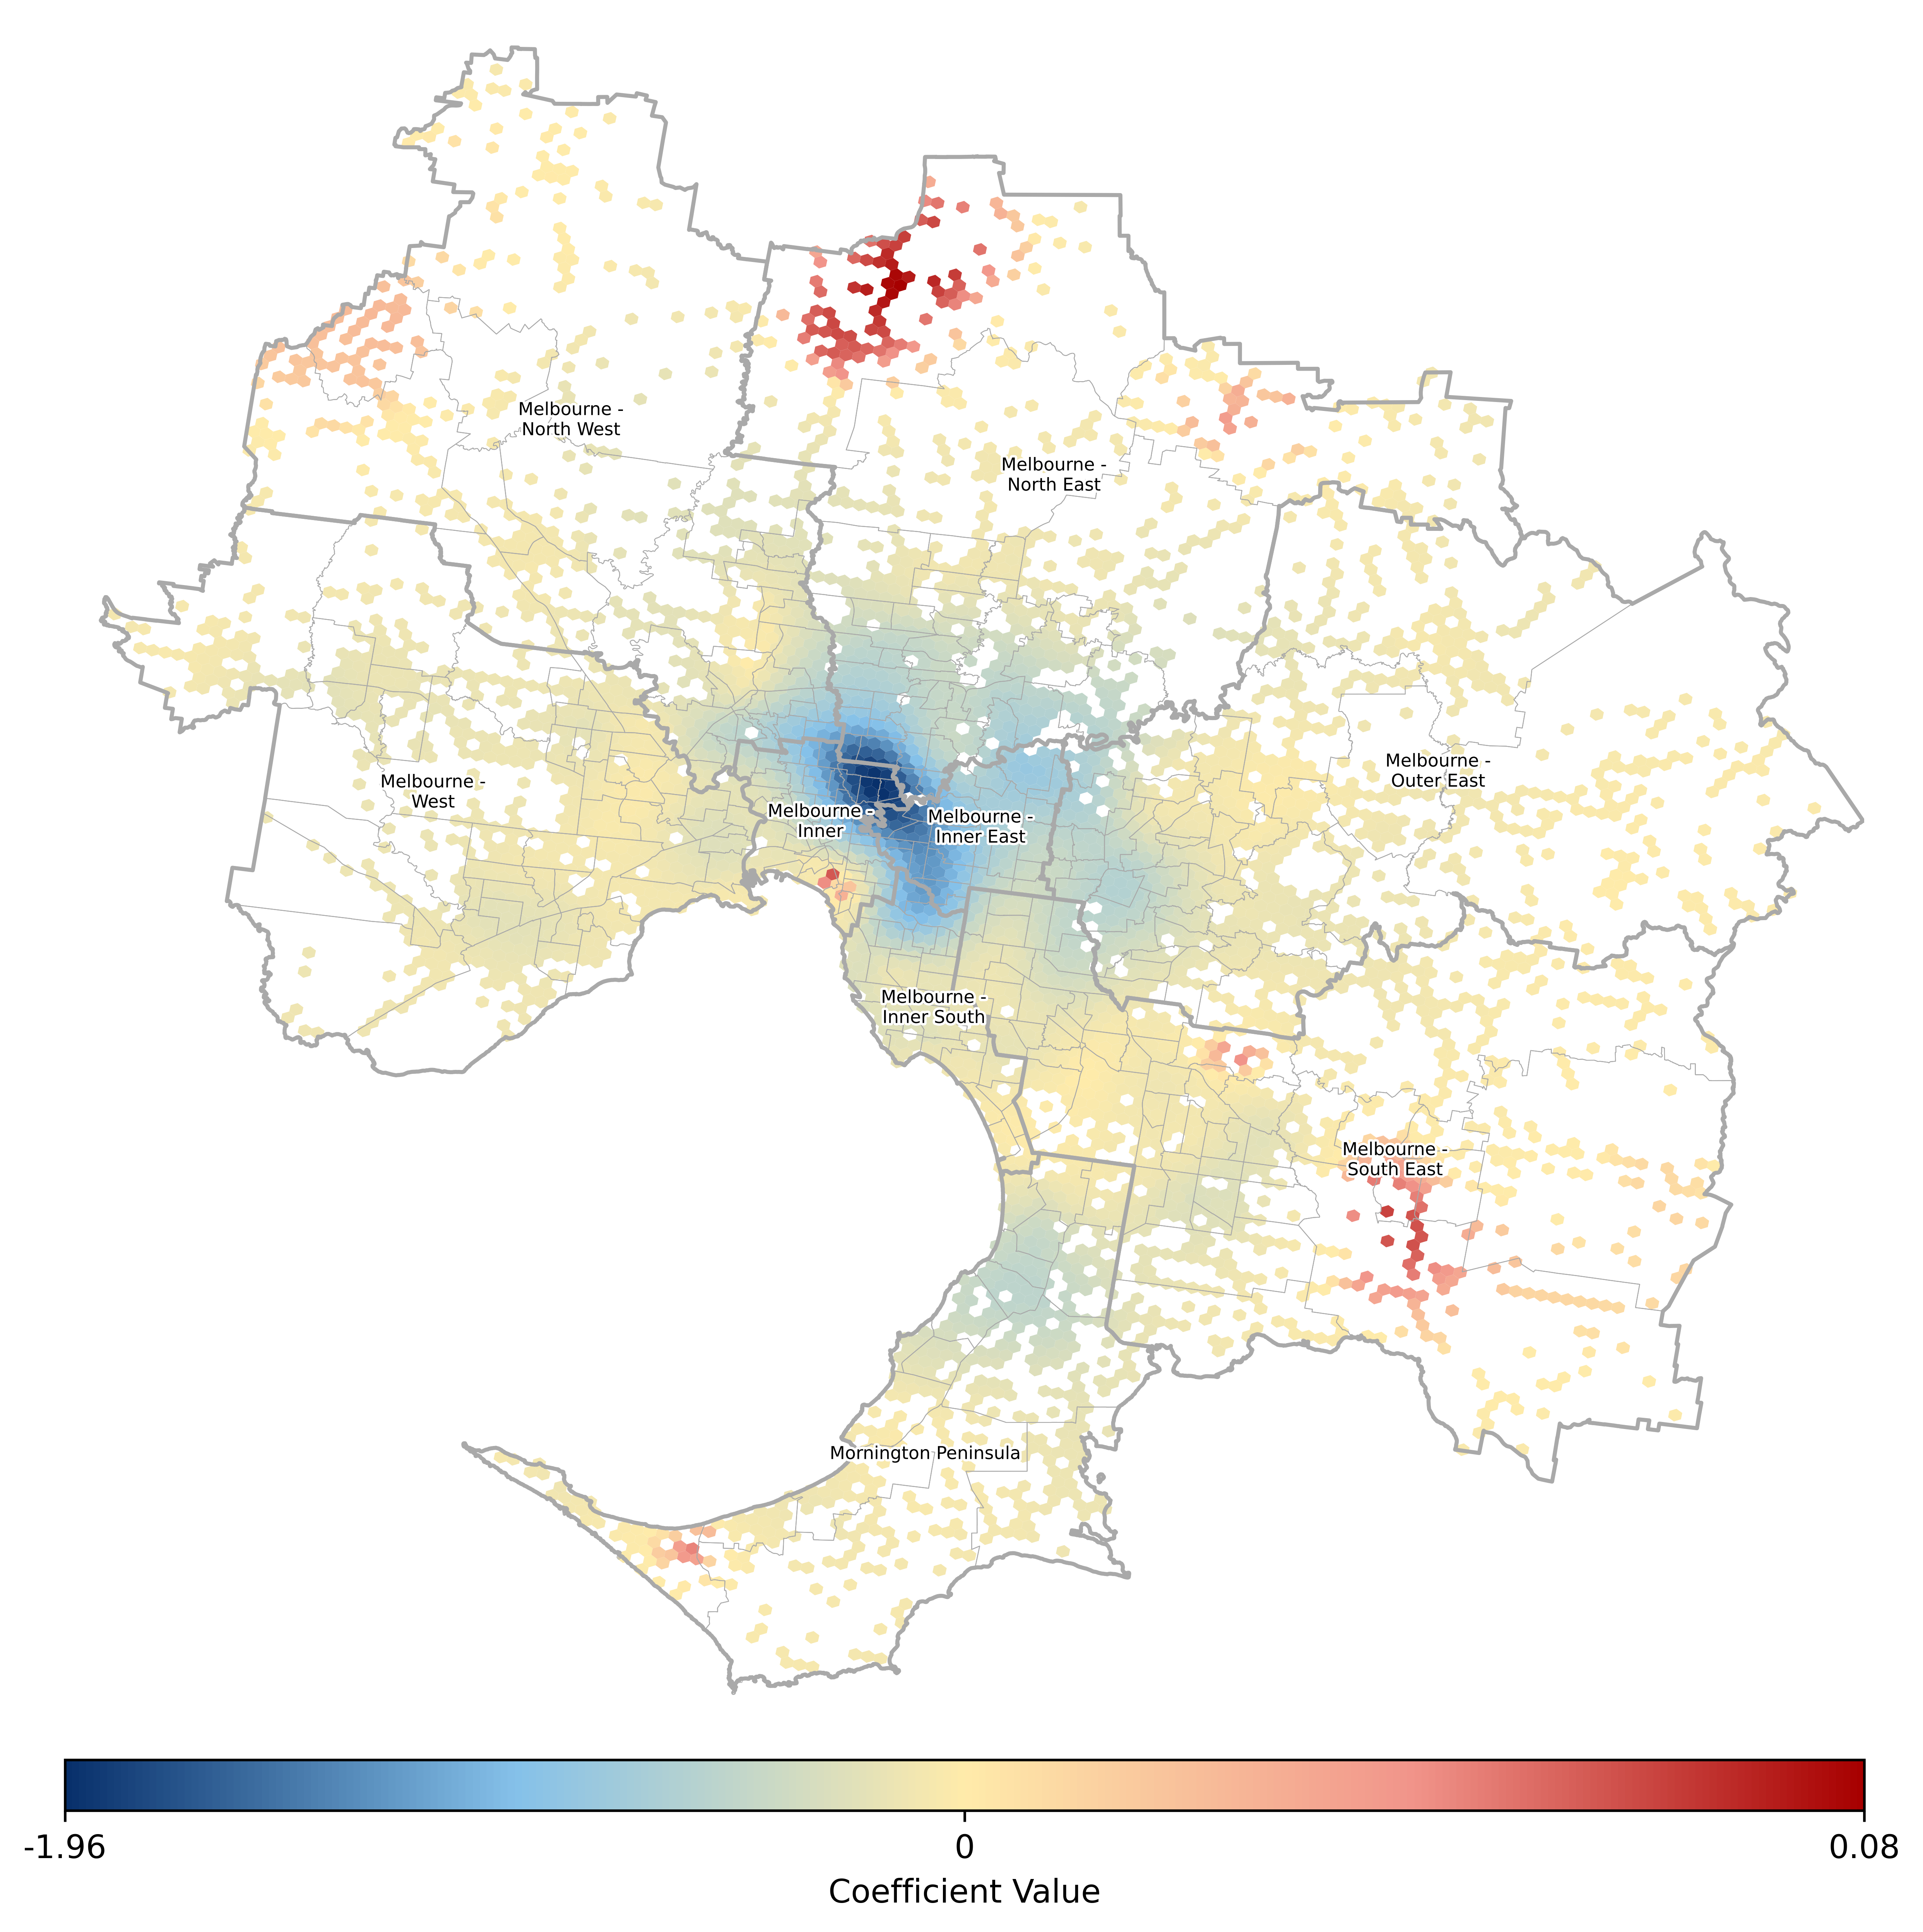 Melbourne -
North West
Melbourne -
North East
Melbourne -
Outer East
Melbourne -
West
Melbourne -
Inner
Melbourne -
Inner East
Melbourne -
Inner South
Melbourne -
South East
Mornington Peninsula
-1.96
0
0.08
Coefficient Value